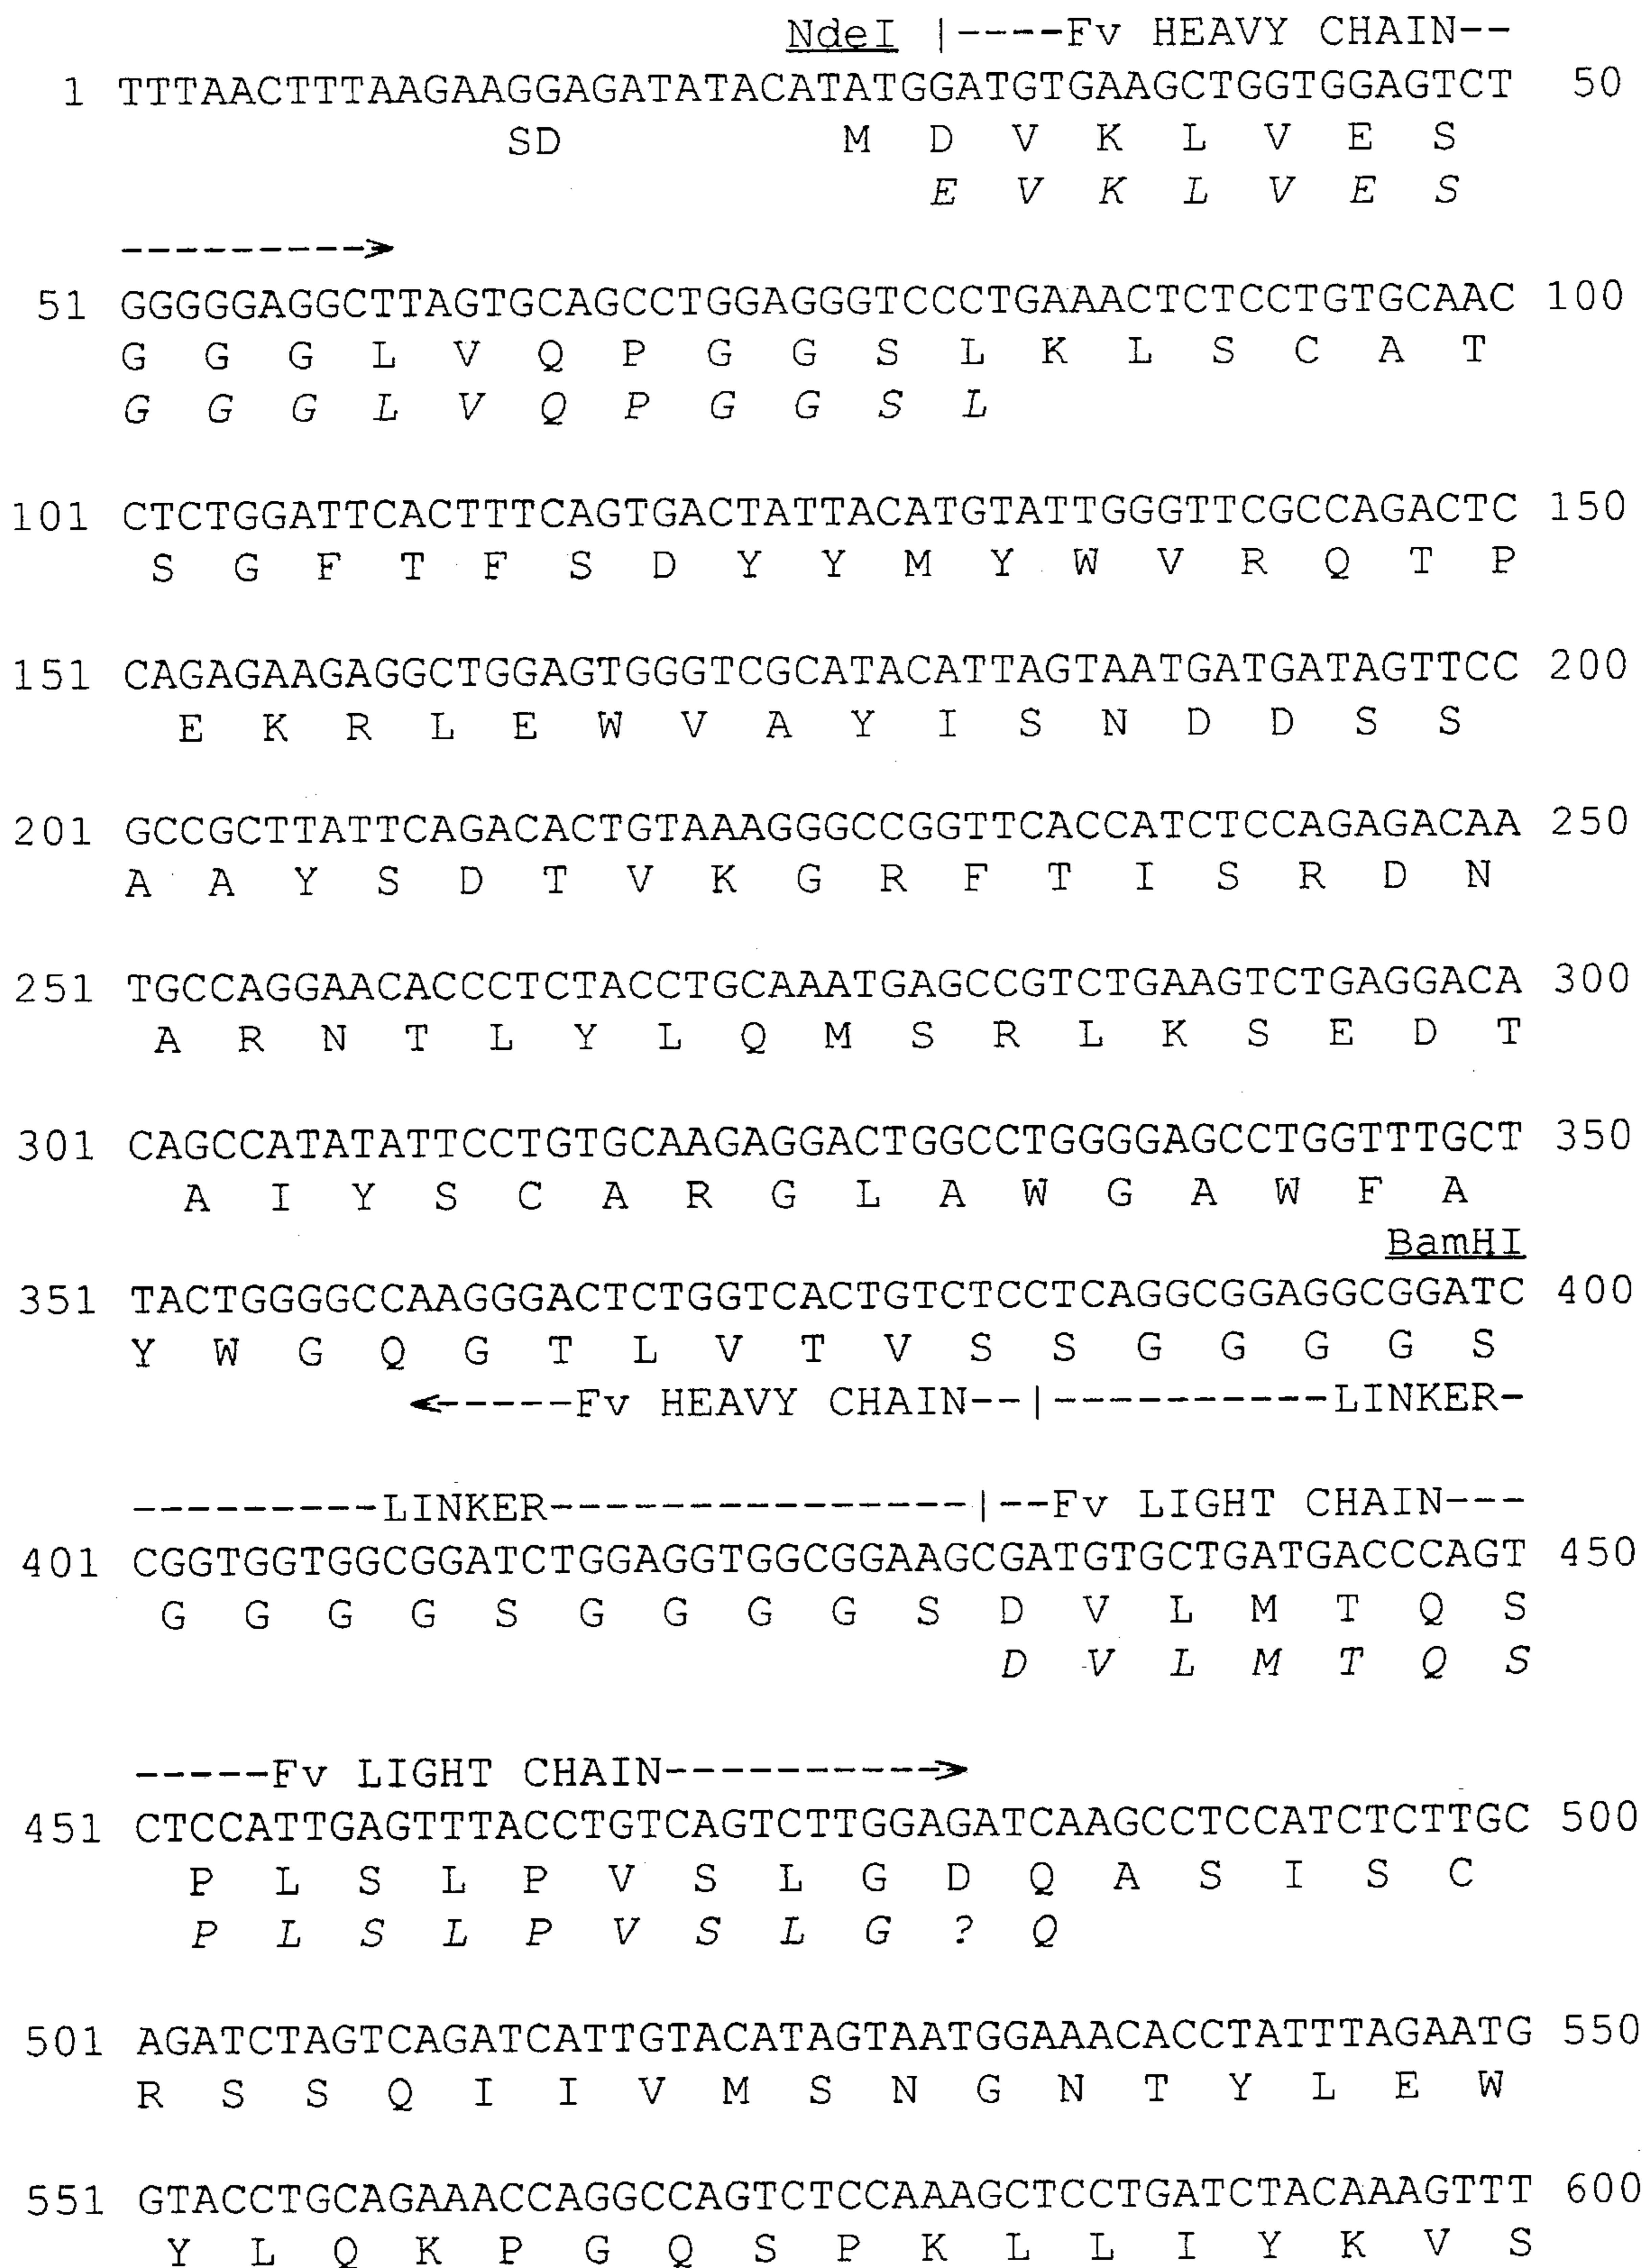 NdeI |----Fv HEAVY CHAIN--
1 TTTAACTTTAAGAAGGAGATATACATATGGATGTGAAGCTGGTGGAGTCT 50
SD M D V K L V E S
E V K L V E S
---------->
51 GGGGGAGGCTTAGTGCAGCCTGGAGGGTCCCTGAAACTCTCCTGTGCAAC 100
G G G L V Q P G G S L K L S C A T
G G G L V Q P G G S L
101 CTCTGGATTCACTTTCAGTGACTATTACATGTATTGGGTTCGCCAGACTC 150
S G F T F S D Y Y M Y W V R Q T P
151 CAGAGAAGAGGCTGGAGTGGGTCGCATACATTAGTAATGATGATAGTTCC 200
E K R L E W V A Y I S N D D S S
201 GCCGCTTATTCAGACACTGTAAAGGGCCGGTTCACCATCTCCAGAGACAA 250
A A Y S D T V K G R F T I S R D N
251 TGCCAGGAACACCCTCTACCTGCAAATGAGCCGTCTGAAGTCTGAGGACA 300
A R N T L Y L Q M S R L K S E D T
301 CAGCCATATATTCCTGTGCAAGAGGACTGGCCTGGGGAGCCTGGTTTGCT 350
A I Y S C A R G L A W G A W F A
BamHI
351 TACTGGGGCCAAGGGACTCTGGTCACTGTCTCCTCAGGCGGAGGCGGATC 400
Y W G Q G T L V T V S S G G G G S
<-----Fv HEAVY CHAIN--|----------LINKER-
---------LINKER---------------|--Fv LIGHT CHAIN---
401 CGGTGGTGGCGGATCTGGAGGTGGCGGAAGCGATGTGCTGATGACCCAGT 450
G G G G S G G G G S D V L M T Q S
D V L M T Q S
-----Fv LIGHT CHAIN---------->
451 CTCCATTGAGTTTACCTGTCAGTCTTGGAGATCAAGCCTCCATCTCTTGC 500
P L S L P V S L G D Q A S I S C
P L S L P V S L G ? Q
501 AGATCTAGTCAGATCATTGTACATAGTAATGGAAACACCTATTTAGAATG 550
R S S Q I I V M S N G N T Y L E W
551 GTACCTGCAGAAACCAGGCCAGTCTCCAAAGCTCCTGATCTACAAAGTTT 600
Y L Q K P G Q S P K L L I Y K V S